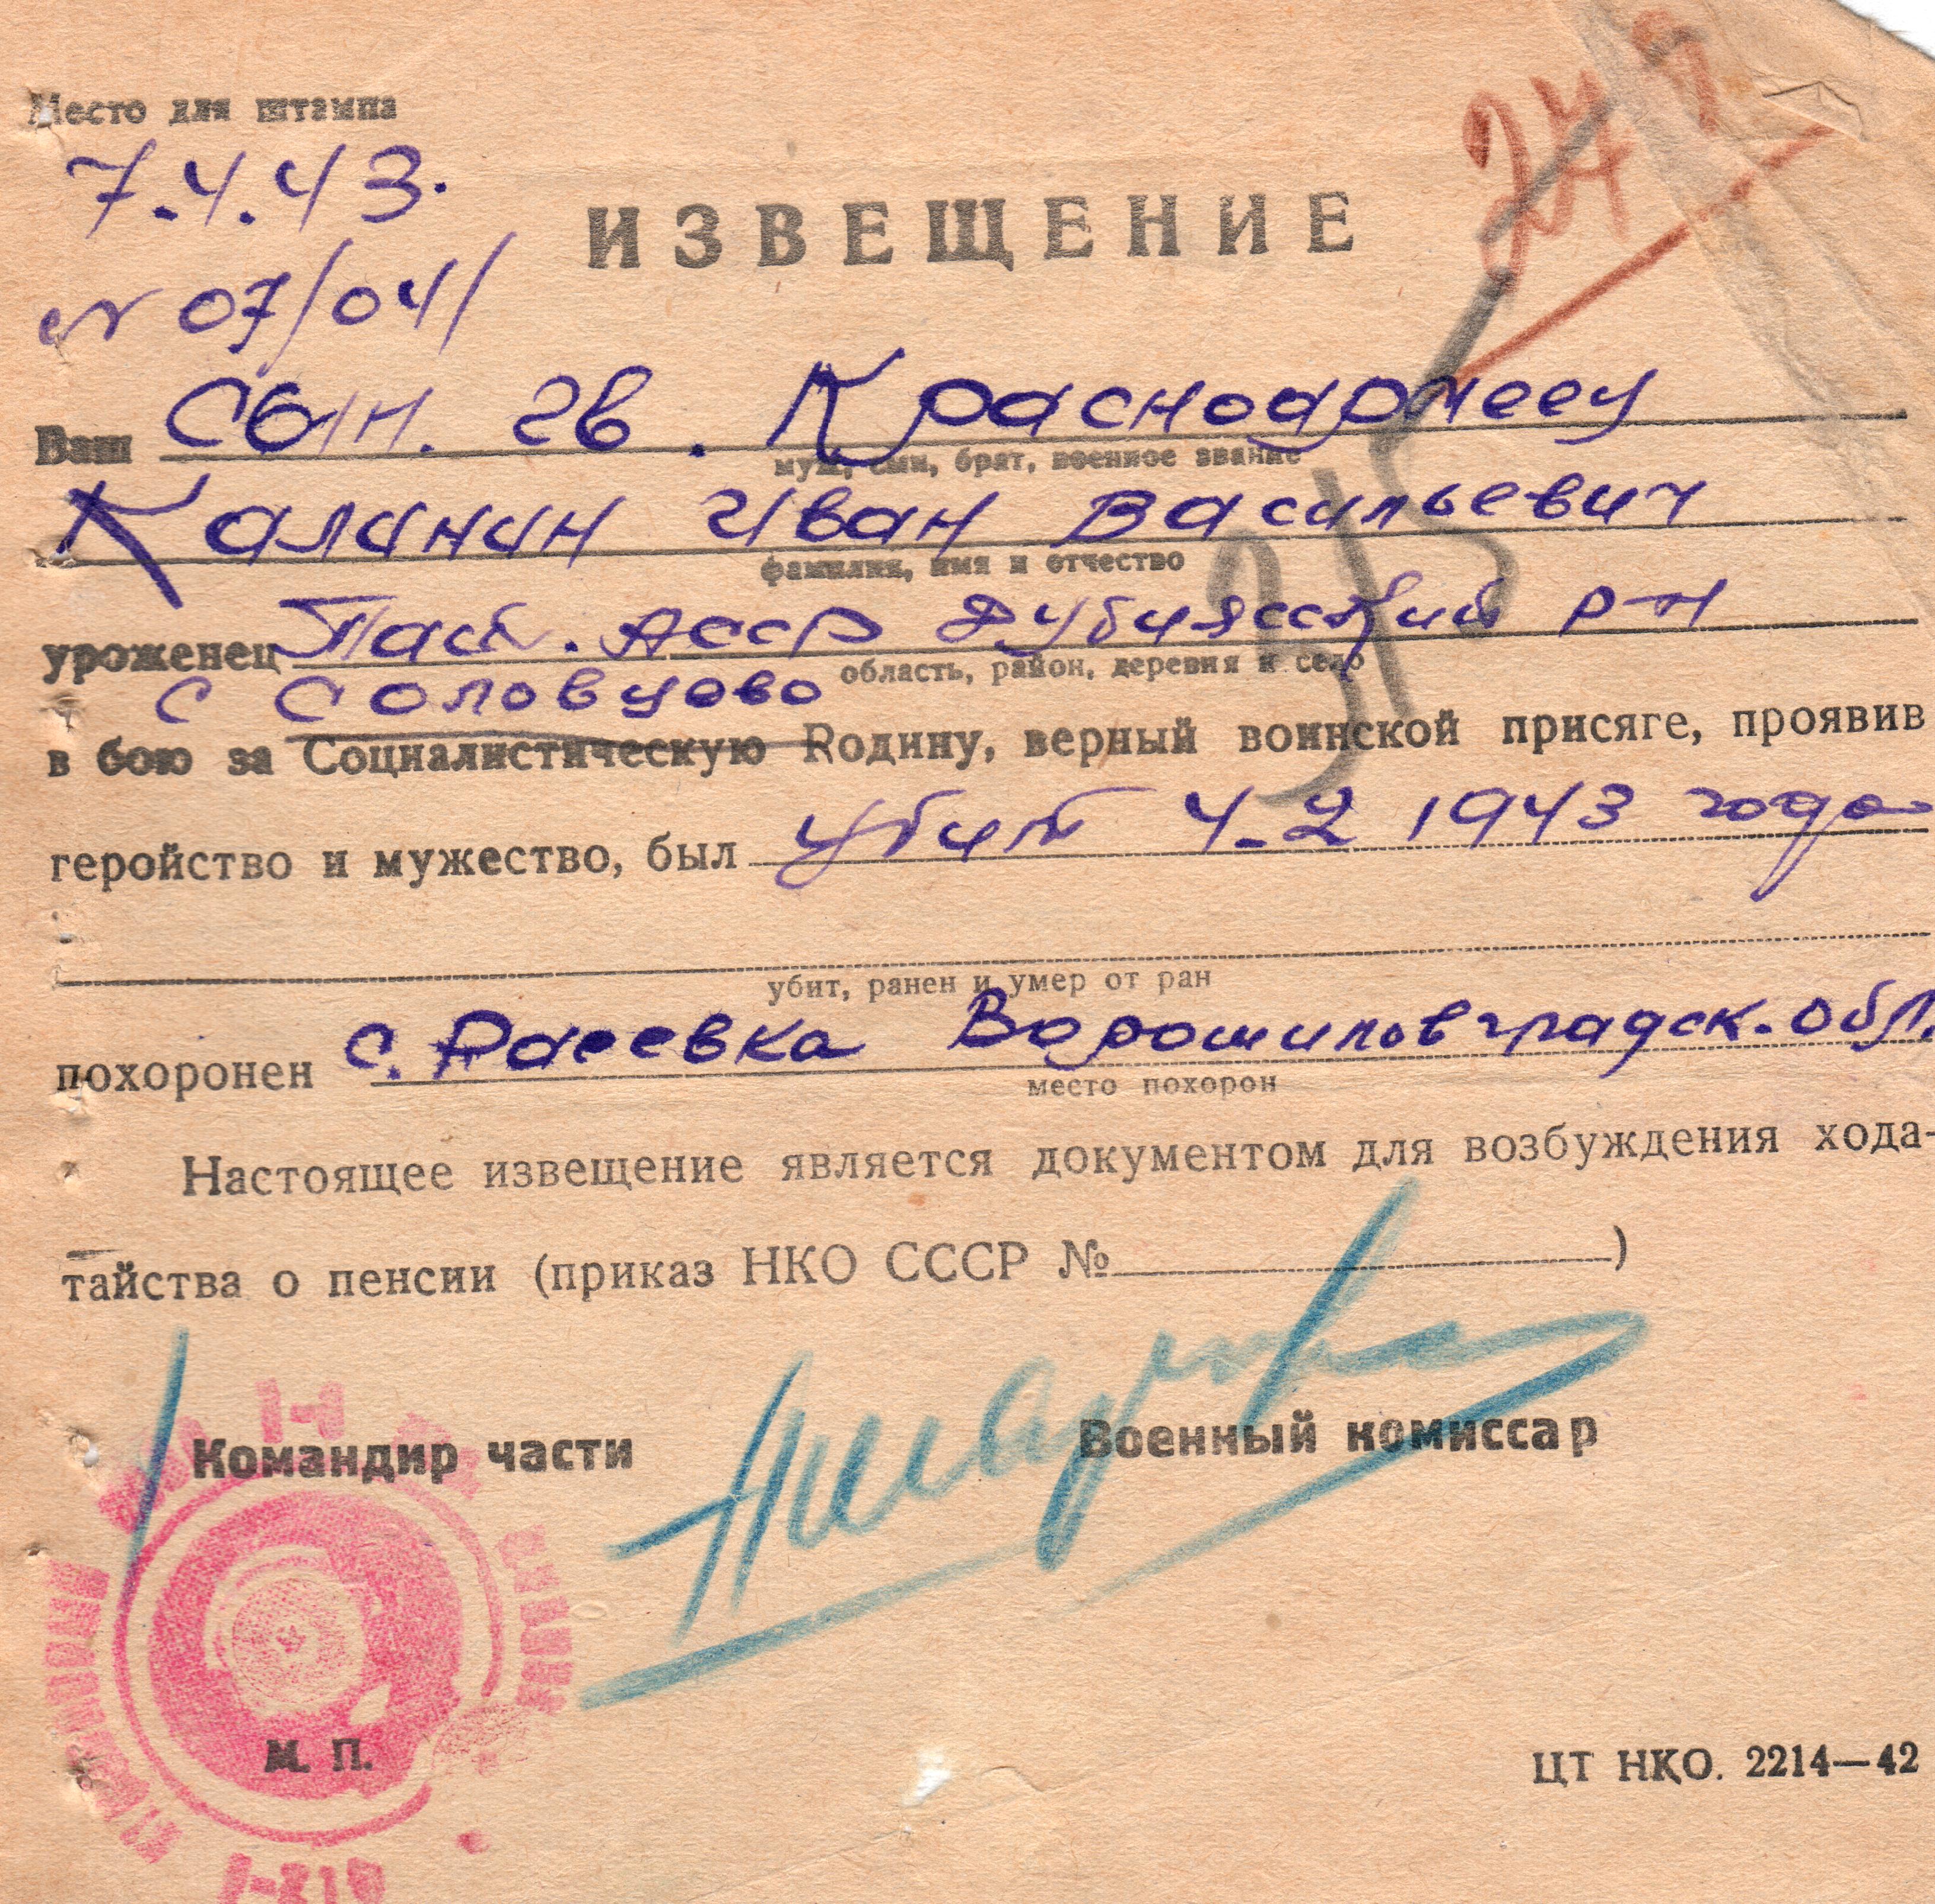 Место для штампа
7.4.43.
№ 07/04/
24
ИЗВЕЩЕНИЕ
Ваш Сын. гв. Красноармеец
муж, сын, брат, военное звание
Калинин Иван Васильевич
фамилия, имя и отчество
уроженец АССР р-н
область, район, деревня и село
с Соловцово
в бою за Социалистическую Родину, верный воинской присяге, проявив
геройство и мужество, был убит 4-2 1943 года
убит, ранен и умер от ран
похоронен с. Раеевка Ворошиловградск. обл.
место похорон
Настоящее извещение является документом для возбуждения хода-
тайства о пенсии (приказ НКО СССР № )
Командир части Военный комиссар
М. П.
ЦТ НКО. 2214—42